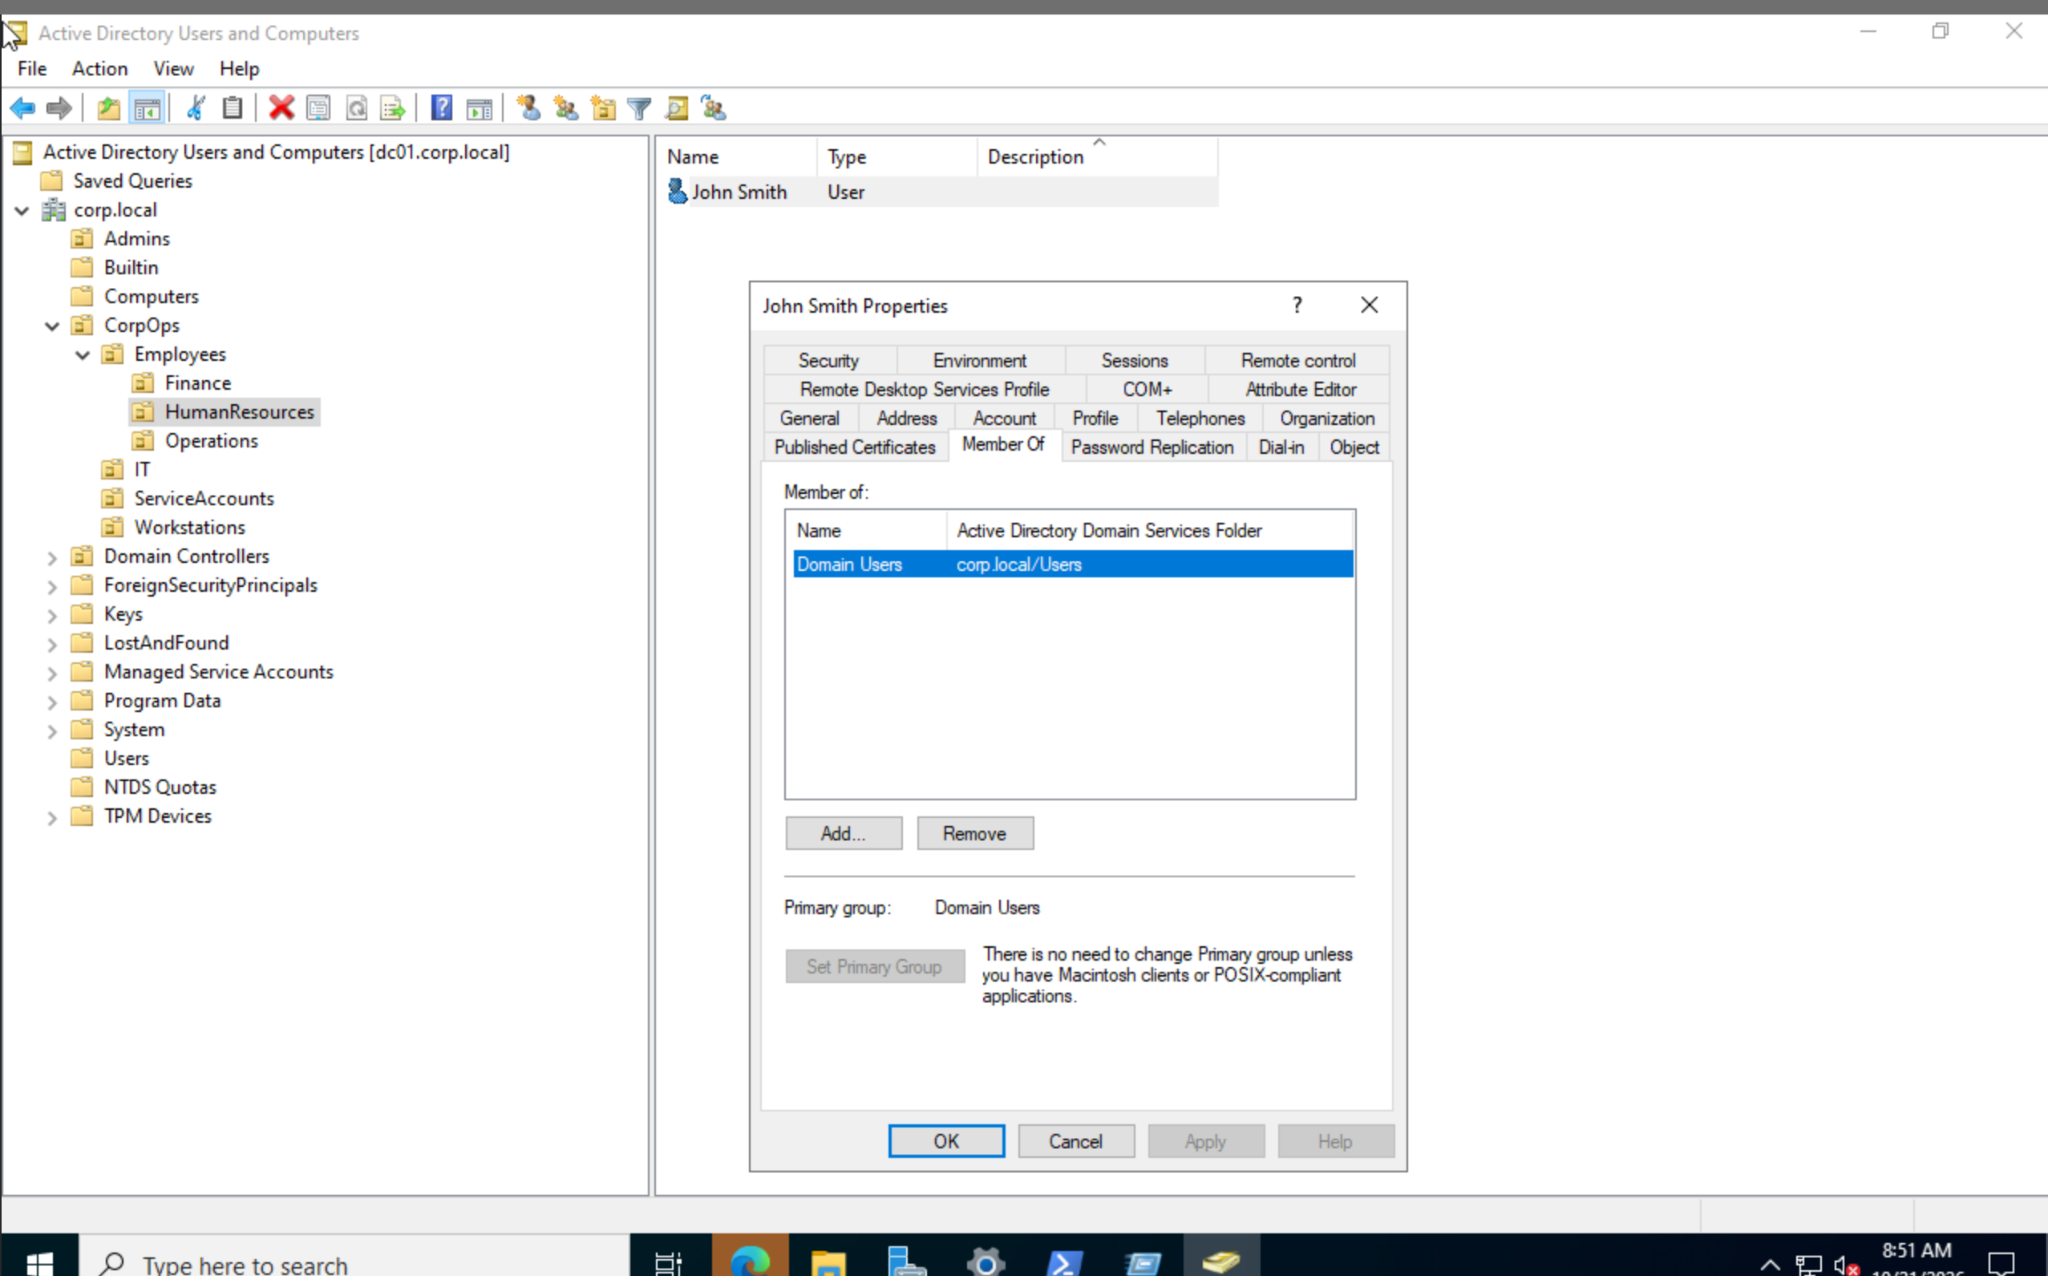 Active Directory Users and Computers
File Action View Help
Active Directory Users and Computers [dc01.corp.local]
Saved Queries
corp.local
Admins
Builtin
Computers
CorpOps
Employees
Finance
HumanResources
Operations
IT
ServiceAccounts
Workstations
Domain Controllers
ForeignSecurityPrincipals
Keys
LostAndFound
Managed Service Accounts
Program Data
System
Users
NTDS Quotas
TPM Devices
Name Type Description
John Smith User
John Smith Properties ?
Security Environment Sessions Remote control
Remote Desktop Services Profile COM+ Attribute Editor
General Address Account Profile Telephones Organization
Published Certificates Member Of Password Replication Dial-in Object
Member of:
Name Active Directory Domain Services Folder
Domain Users corp.local/Users
Add... Remove
Primary group: Domain Users
Set Primary Group
There is no need to change Primary group unless
you have Macintosh clients or POSIX-compliant
applications.
OK Cancel Apply Help
Type here to search
8:51 AM